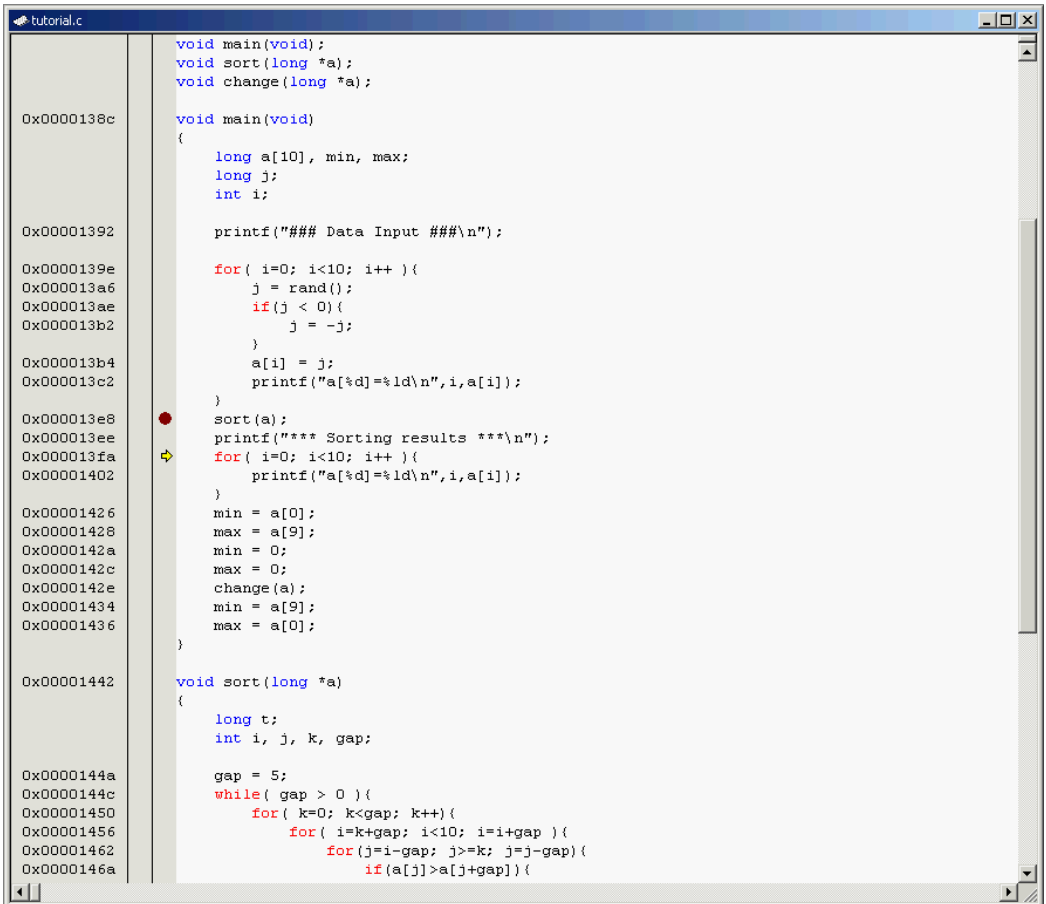 tutorial.c
void main(void);
void sort(long *a);
void change(long *a);
0x0000138c void main(void)
{
long a[10], min, max;
long j;
int i;
0x00001392 printf("### Data Input ###\n");
0x0000139e for( i=0; i<10; i++ ){
0x000013a6 j = rand();
0x000013ae if(j < 0){
0x000013b2 j = -j;
}
0x000013b4 a[i] = j;
0x000013c2 printf("a[%d]=%ld\n",i,a[i]);
}
0x000013e8 sort(a);
0x000013ee printf("*** Sorting results ***\n");
0x000013fa for( i=0; i<10; i++ ){
0x00001402 printf("a[%d]=%ld\n",i,a[i]);
}
0x00001426 min = a[0];
0x00001428 max = a[9];
0x0000142a min = 0;
0x0000142c max = 0;
0x0000142e change(a);
0x00001434 min = a[9];
0x00001436 max = a[0];
}
0x00001442 void sort(long *a)
{
long t;
int i, j, k, gap;
0x0000144a gap = 5;
0x0000144c while( gap > 0 ){
0x00001450 for( k=0; k<gap; k++){
0x00001456 for( i=k+gap; i<10; i=i+gap ){
0x00001462 for(j=i-gap; j>=k; j=j-gap){
0x0000146a if(a[j]>a[j+gap]){